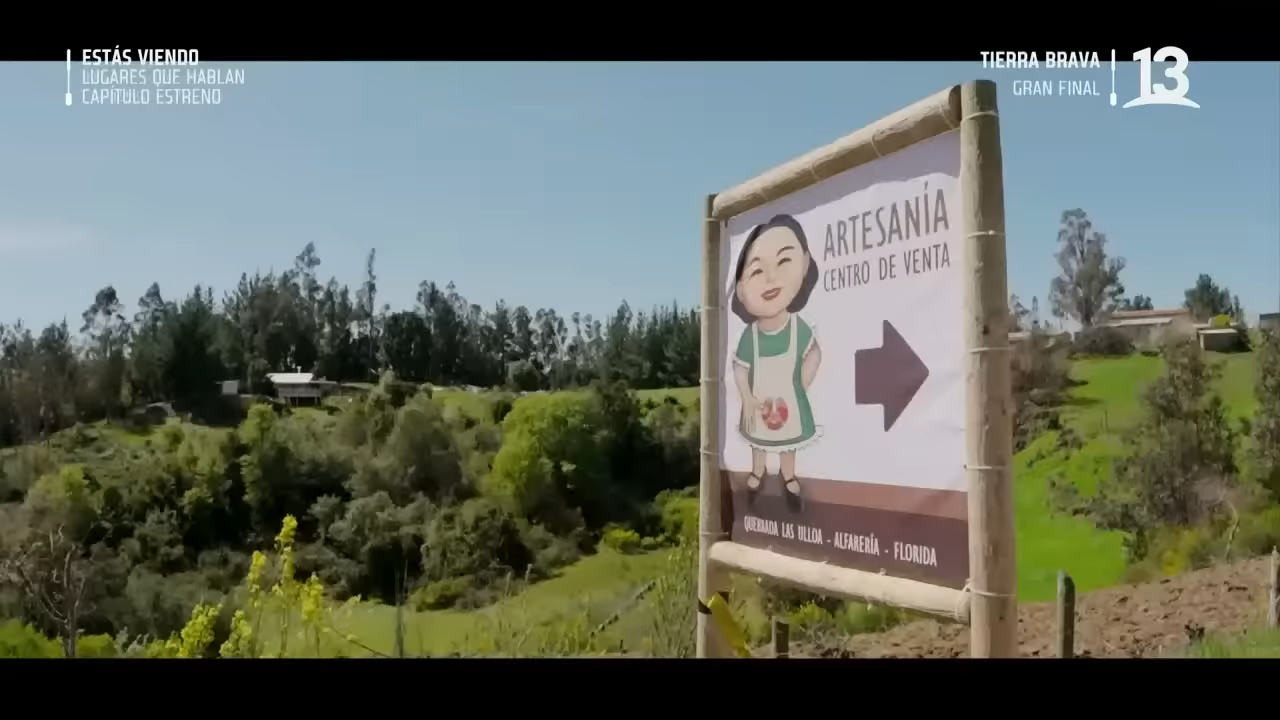 ESTÁS VIENDO
LUGARES QUE HABLAN
CAPÍTULO ESTRENO
TIERRA BRAVA
GRAN FINAL
13
ARTESANÍA
CENTRO DE VENTA
QUEBRADA LAS ULLOA - ALFARERÍA - FLORIDA